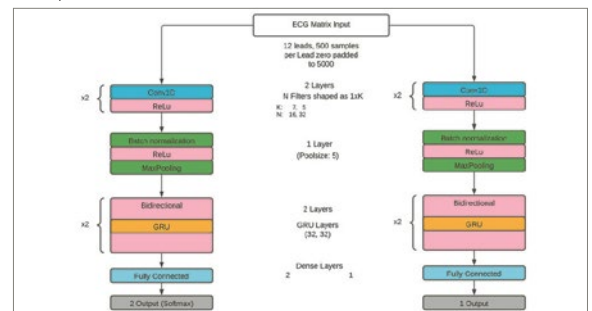 ECG Matrix Input
12 leads, 500 samples
per Lead zero padded
to 5000
x2
Conv1D
ReLu
2 Layers
N Filters shaped as 1xK
K: 7, 5
N: 16, 32
x2
Conv1D
ReLu
Batch normalization
ReLu
MaxPooling
1 Layer
(Poolsize: 5)
Batch normalization
ReLu
MaxPooling
x2
Bidirectional
GRU
2 Layers
GRU Layers
(32, 32)
x2
Bidirectional
GRU
Fully Connected
Dense Layers
2 1
Fully Connected
2 Output (Softmax)
1 Output